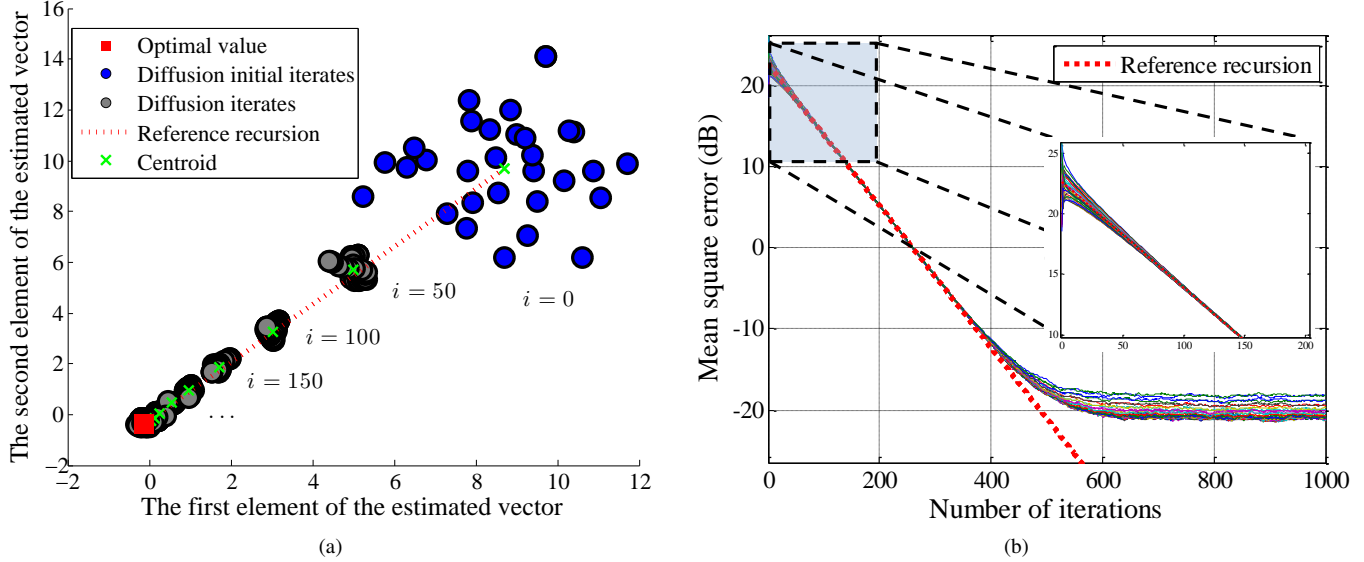 16
14
12
10
8
6
4
2
0
−2
The second element of the estimated vector
Optimal value
Diffusion initial iterates
Diffusion iterates
Reference recursion
Centroid
i = 0
i = 50
i = 100
i = 150
...
−2 0 2 4 6 8 10 12
The first element of the estimated vector
(a)
20
10
0
-10
-20
Mean square error (dB)
Reference recursion
25
20
15
10
0 50 100 150 200
0 200 400 600 800 1000
Number of iterations
(b)